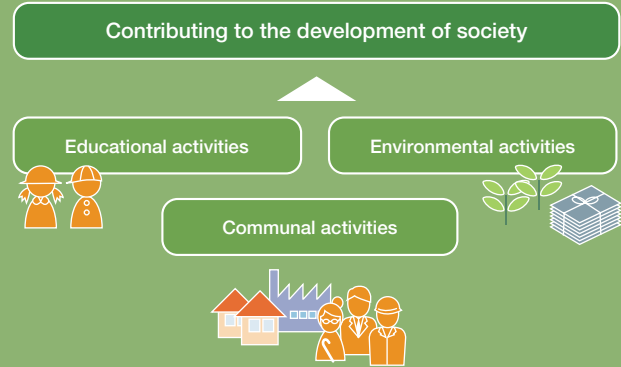 Contributing to the development of society
Educational activities
Environmental activities
Communal activities